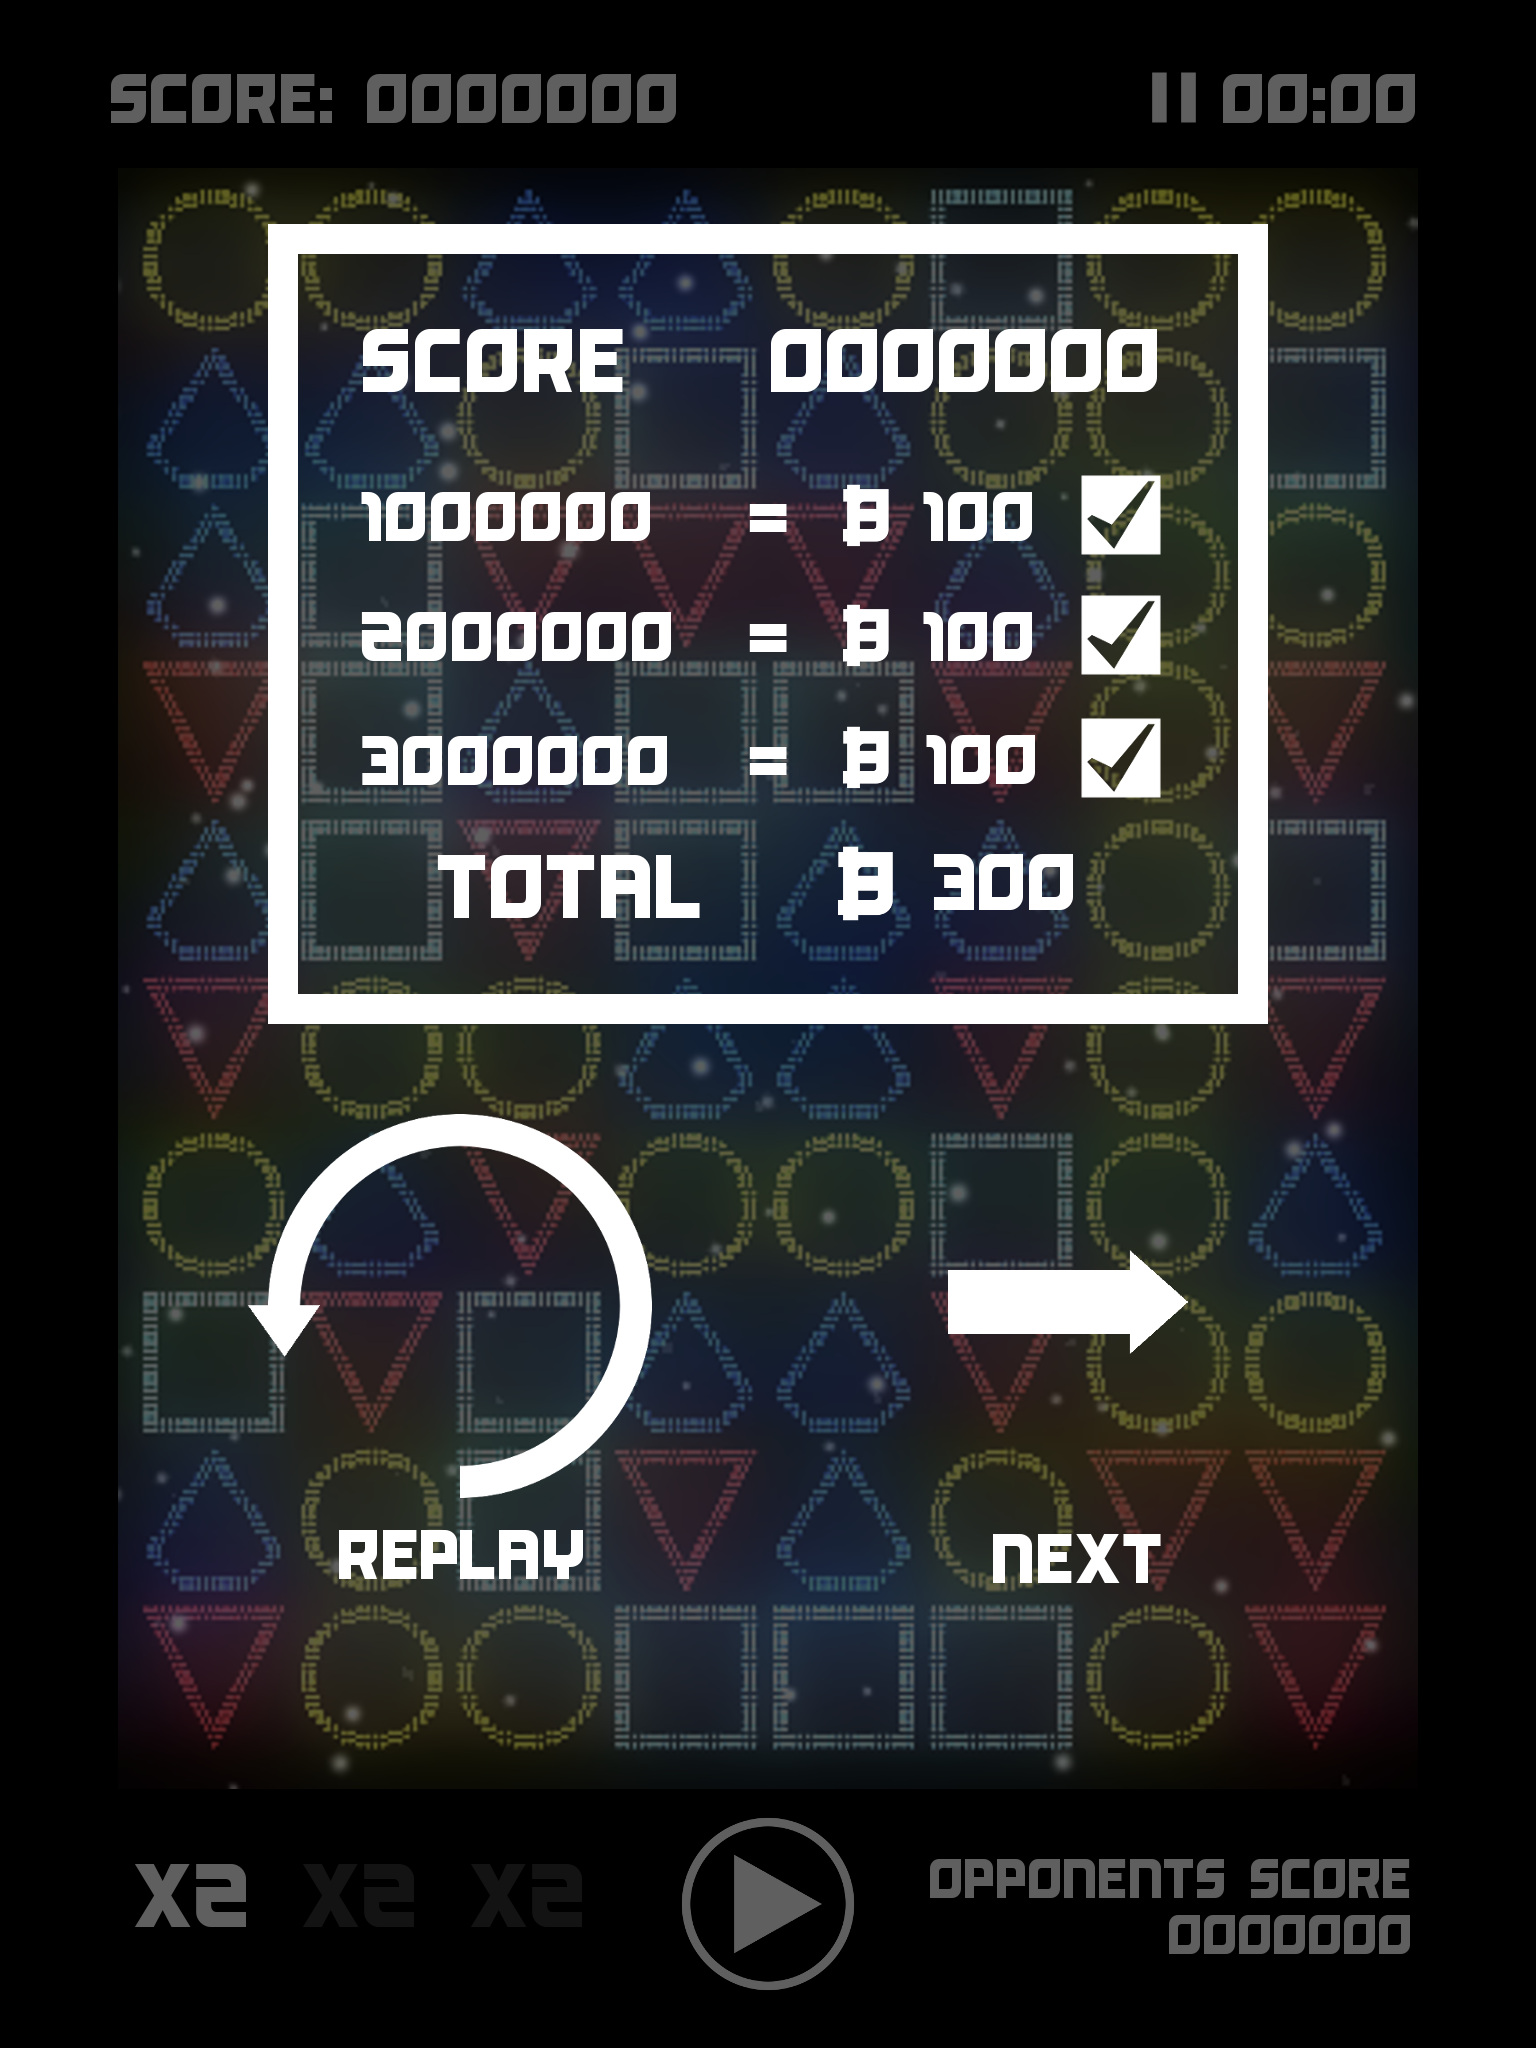 SCORE: 0000000
00:00
SCORE 0000000
1000000 = ₿ 100
2000000 = ₿ 100
3000000 = ₿ 100
TOTAL ₿ 300
REPLAY
NEXT
X2 X2 X2
OPPONENTS SCORE
0000000